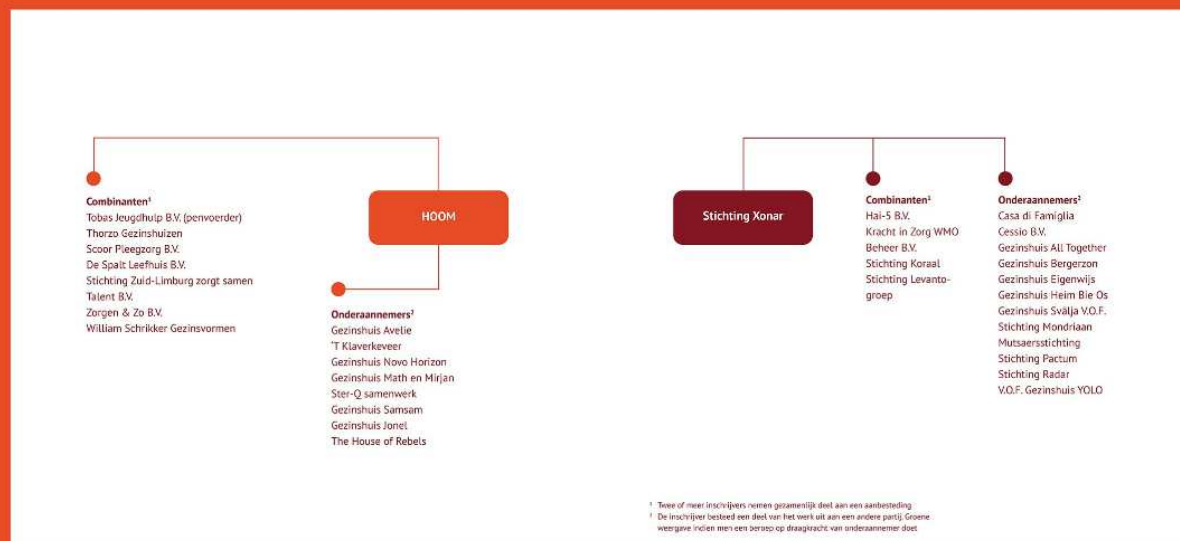 Combinanten¹
Tobas Jeugdhulp B.V. (penvoerder)
Thorzo Gezinshuizen
Scoor Pleegzorg B.V.
De Spalt Leefhuis B.V.
Stichting Zuid-Limburg zorgt samen
Talent B.V.
Zorgen & Zo B.V.
William Schrikker Gezinsvormen
HOOM
Onderaannemers²
Gezinshuis Avelie
'T Klaverkeveer
Gezinshuis Novo Horizon
Gezinshuis Math en Mirjan
Ster-Q samenwerk
Gezinshuis Samsam
Gezinshuis Jonel
The House of Rebels
Stichting Xonar
Combinanten¹
Hai-5 B.V.
Kracht in Zorg WMO
Beheer B.V.
Stichting Koraal
Stichting Levanto-
groep
Onderaannemers²
Casa di Famiglia
Cessio B.V.
Gezinshuis All Together
Gezinshuis Bergerzon
Gezinshuis Eigenwijs
Gezinshuis Heim Bie Os
Gezinshuis Svälja V.O.F.
Stichting Mondriaan
Mutsaersstichting
Stichting Pactum
Stichting Radar
V.O.F. Gezinshuis YOLO
¹ Twee of meer inschrijvers nemen gezamenlijk deel aan een aanbesteding
² De inschrijver besteed een deel van het werk uit aan een andere partij. Groene
weergave indien men een beroep op draagkracht van onderaannemer doet